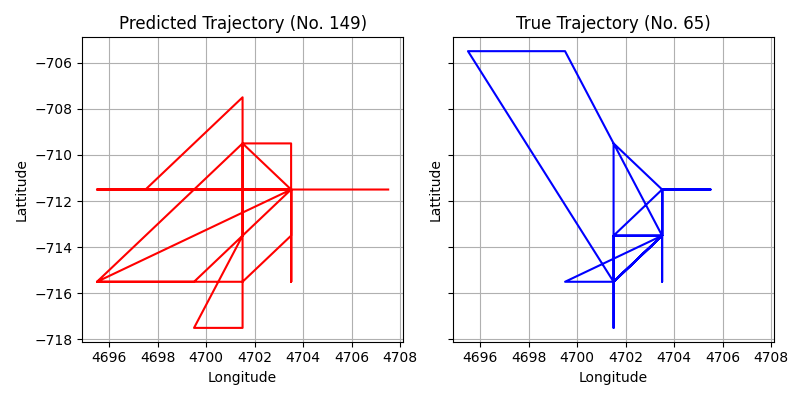 Predicted Trajectory (No. 149)
Lattitude
−706
−708
−710
−712
−714
−716
−718
4696 4698 4700 4702 4704 4706 4708
Longitude
True Trajectory (No. 65)
Lattitude
4696 4698 4700 4702 4704 4706 4708
Longitude